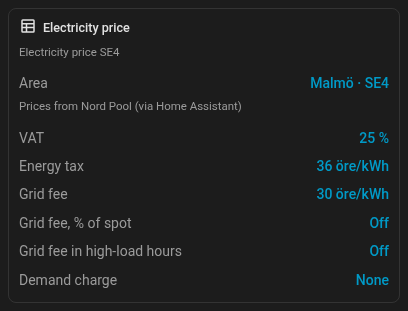 Electricity price
Electricity price SE4
Area Malmö · SE4
Prices from Nord Pool (via Home Assistant)
VAT 25 %
Energy tax 36 öre/kWh
Grid fee 30 öre/kWh
Grid fee, % of spot Off
Grid fee in high-load hours Off
Demand charge None